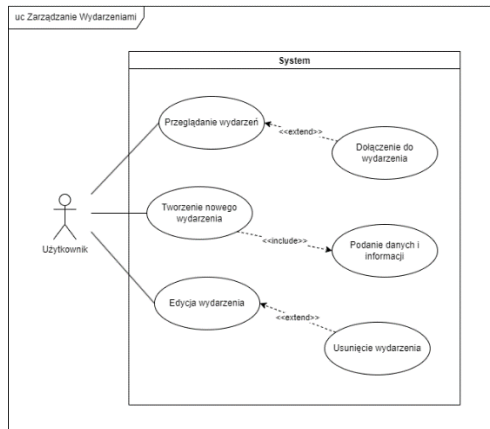 uc Zarządzanie Wydarzeniami
System
Przeglądanie wydarzeń
<<extend>>
Dołączenie do
wydarzenia
Tworzenie nowego
wydarzenia
<<include>>
Podanie danych i
informacji
Użytkownik
Edycja wydarzenia
<<extend>>
Usunięcie wydarzenia